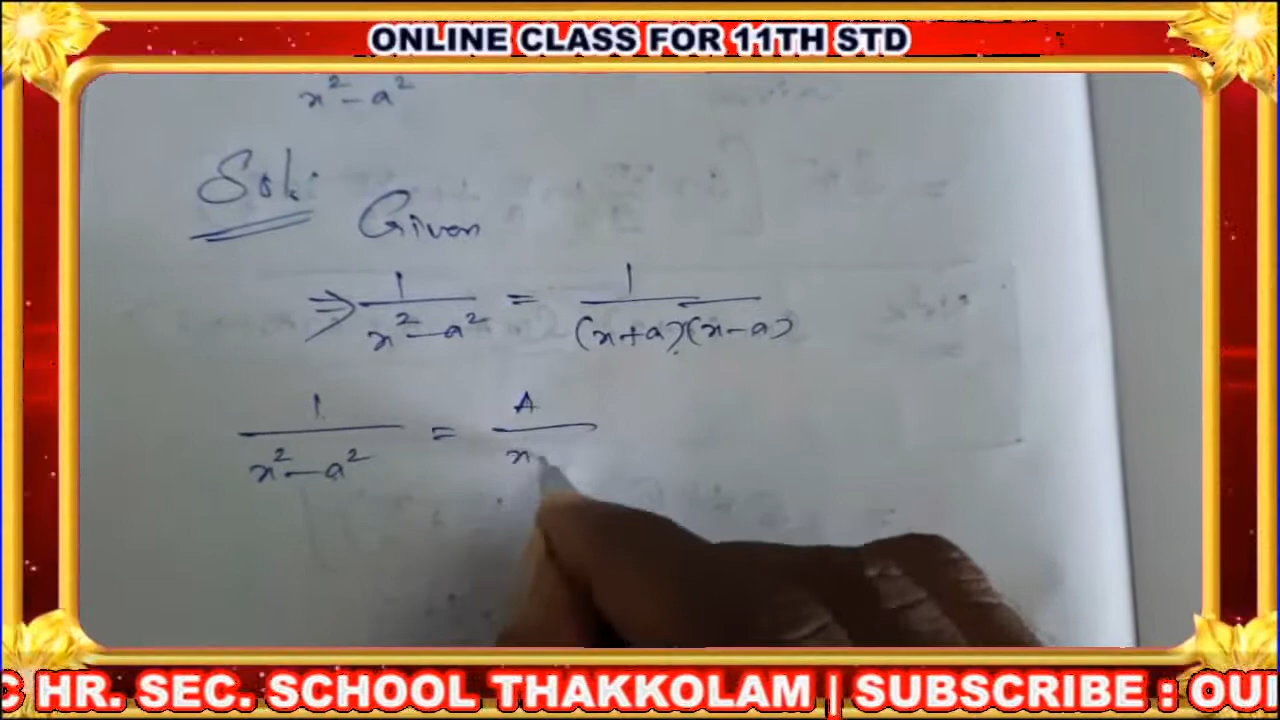 ONLINE CLASS FOR 11TH STD
x² - a²
Sol:
Given
⇒ 1/(x² - a²) = 1/((x+a)(x-a))
1/(x² - a²) = A/x
C HR. SEC. SCHOOL THAKKOLAM | SUBSCRIBE : OUR